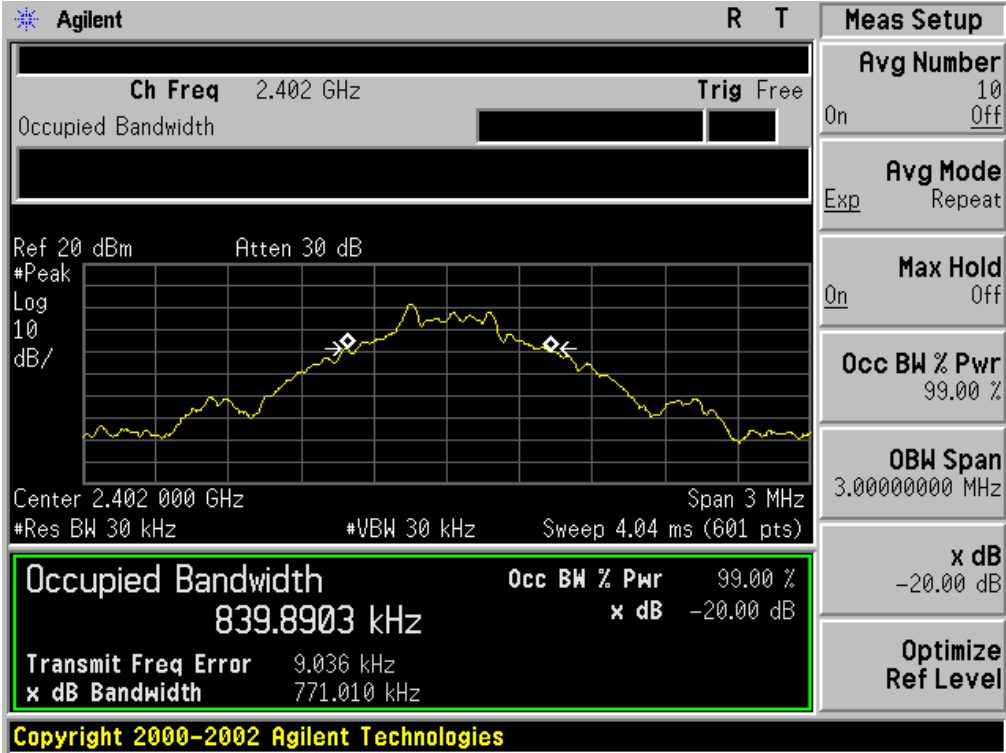 Agilent R T
Ch Freq 2.402 GHz Trig Free
Occupied Bandwidth
Ref 20 dBm Atten 30 dB
#Peak
Log
10
dB/
Center 2.402 000 GHz Span 3 MHz
#Res BW 30 kHz #VBW 30 kHz Sweep 4.04 ms (601 pts)
Occupied Bandwidth
839.8903 kHz
Occ BW % Pwr 99.00 %
x dB -20.00 dB
Transmit Freq Error 9.036 kHz
x dB Bandwidth 771.010 kHz
Copyright 2000-2002 Agilent Technologies
Meas Setup
Avg Number
10
On Off
Avg Mode
Exp Repeat
Max Hold
On Off
Occ BW % Pwr
99.00 %
OBW Span
3.00000000 MHz
x dB
-20.00 dB
Optimize
Ref Level